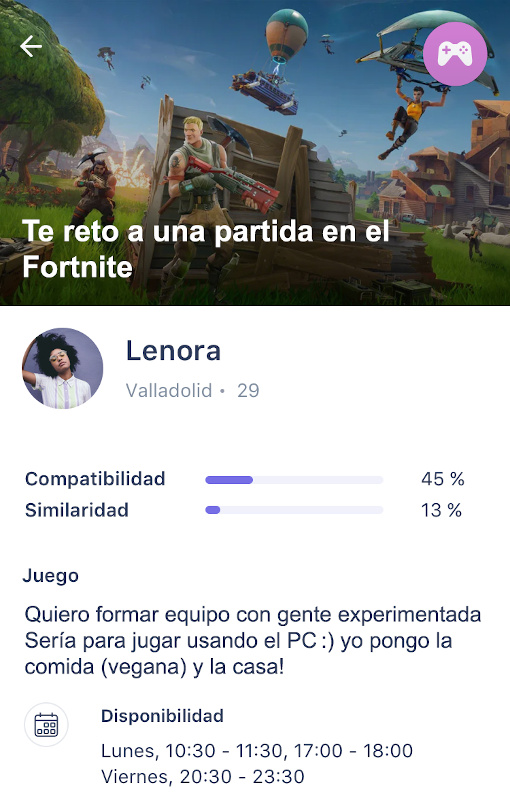 Te reto a una partida en el
Fortnite
Lenora
Valladolid • 29
Compatibilidad 45 %
Similaridad 13 %
Juego
Quiero formar equipo con gente experimentada
Sería para jugar usando el PC :) yo pongo la
comida (vegana) y la casa!
Disponibilidad
Lunes, 10:30 - 11:30, 17:00 - 18:00
Viernes, 20:30 - 23:30